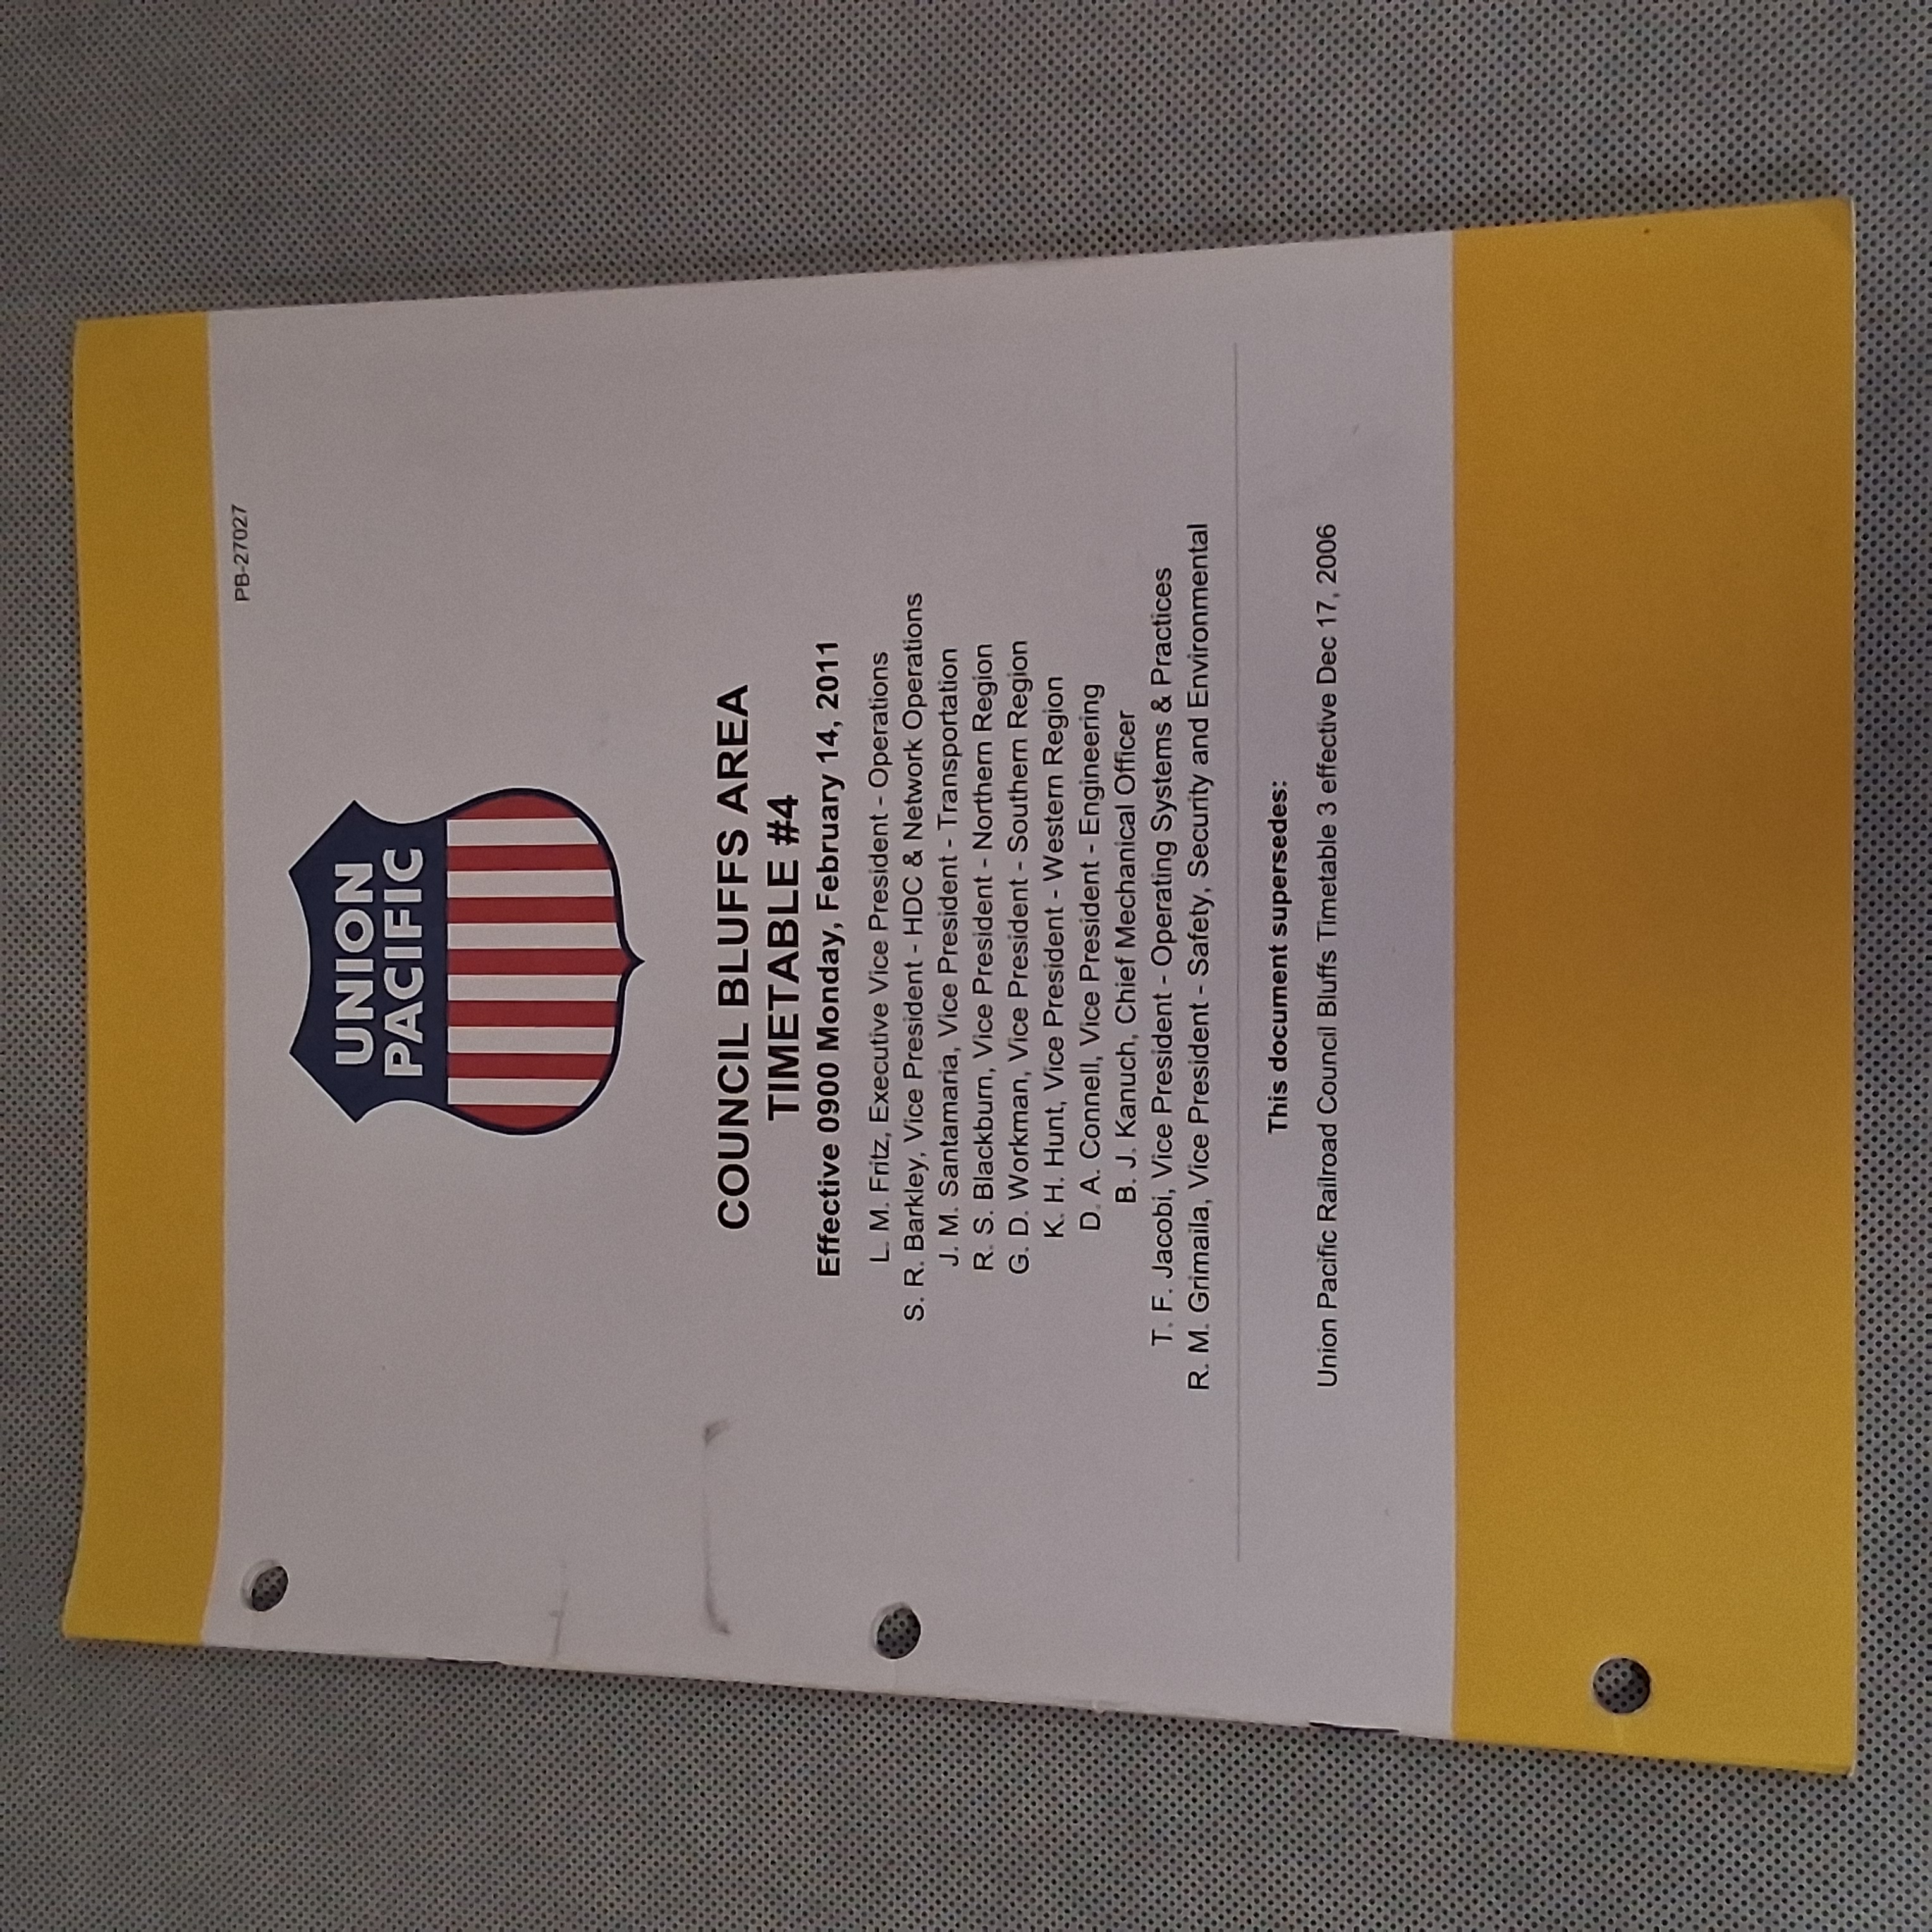 PB-27027
UNION
PACIFIC
COUNCIL BLUFFS AREA
TIMETABLE #4
Effective 0900 Monday, February 14, 2011
L. M. Fritz, Executive Vice President - Operations
S. R. Barkley, Vice President - HDC & Network Operations
J. M. Santamaria, Vice President - Transportation
R. S. Blackburn, Vice President - Northern Region
G. D. Workman, Vice President - Southern Region
K. H. Hunt, Vice President - Western Region
D. A. Connell, Vice President - Engineering
B. J. Kanuch, Chief Mechanical Officer
T. F. Jacobi, Vice President - Operating Systems & Practices
R. M. Grimaila, Vice President - Safety, Security and Environmental
This document supersedes:
Union Pacific Railroad Council Bluffs Timetable 3 effective Dec 17, 2006